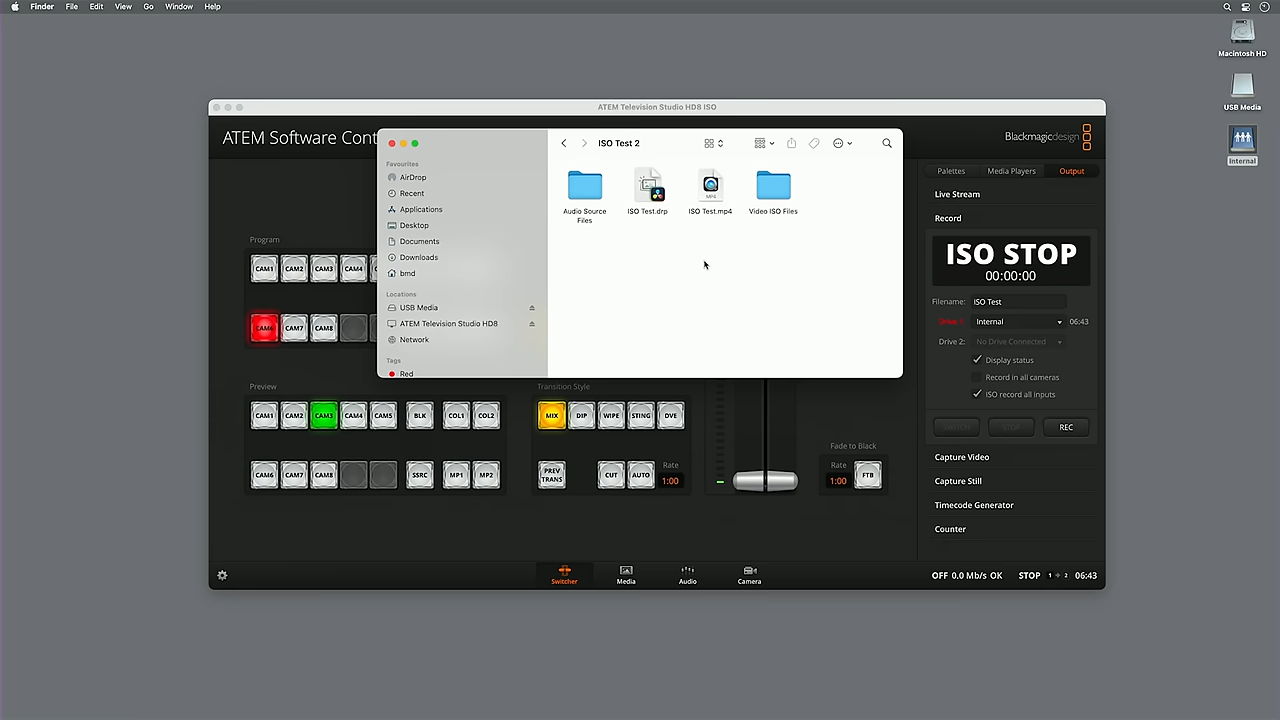 Finder File Edit View Go Window Help
Macintosh HD
USB Media
Internal
ATEM Television Studio HD8 ISO
ATEM Software Cont
Blackmagicdesign
ISO Test 2
Favourites
AirDrop
Recent
Applications
Desktop
Documents
Downloads
bmd
Locations
USB Media
ATEM Television Studio HD8
Network
Tags
Red
Audio Source Files
ISO Test.drp
MP4
ISO Test.mp4
Video ISO Files
Program
CAM1 CAM2 CAM3 CAM4
CAM6 CAM7 CAM8
Preview
CAM1 CAM2 CAM3 CAM4 CAM5 BLK COL1 COL2
CAM6 CAM7 CAM8 SSRC MP1 MP2
Transition Style
MIX DIP WIPE STING DVE
PREV TRANS CUT AUTO Rate 1:00
Fade to Black
Rate
1:00 FTB
Palettes Media Players Output
Live Stream
Record
ISO STOP
00:00:00
Filename: ISO Test
Drive 1: Internal 06:43
Drive 2: No Drive Connected
Display status
Record in all cameras
ISO record all inputs
SWITCH STOP REC
Capture Video
Capture Still
Timecode Generator
Counter
Switcher Media Audio Camera
OFF 0.0 Mb/s OK STOP 1 2 06:43